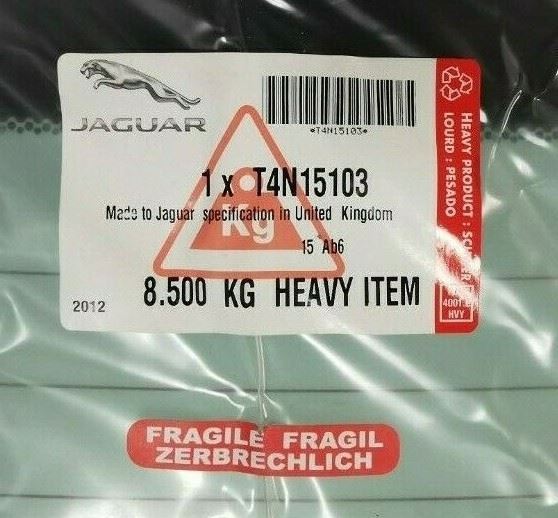 JAGUAR
*T4N15103*
1 x T4N15103
Made to Jaguar specification in United Kingdom
Kg
15 Ab6
8.500 KG HEAVY ITEM
2012
HEAVY PRODUCT :
LOURD : PESADO
4001.
HVY
FRAGILE FRAGIL
ZERBRECHLICH